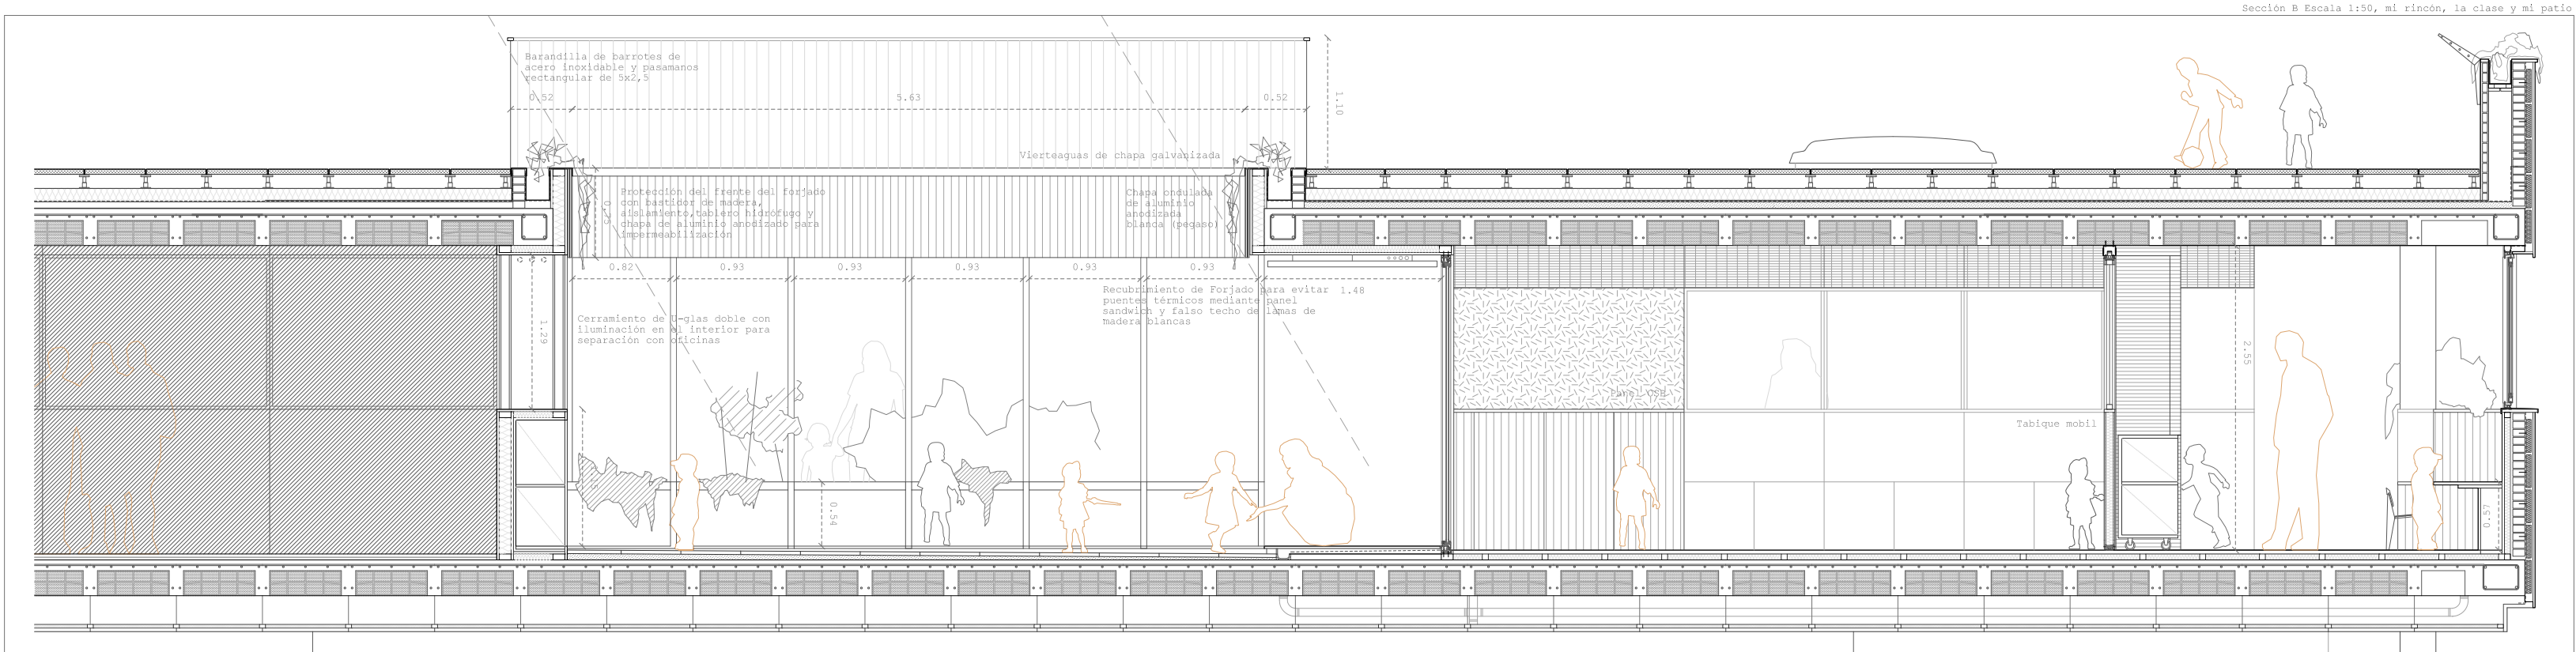 Sección B Escala 1:50, mi rincón, la clase y mi patio
Barandilla de barrotes de
acero inoxidable y pasamanos
rectangular de 5x2,5
0.52
5.63
0.52
1.10
Vierteaguas de chapa galvanizada
Protección del frente del forjado
con bastidor de madera,
aislamiento,tablero hidrófugo y
chapa de aluminio anodizado para
impermeabilización
Chapa ondulada
de aluminio
anodizada
blanca (pegaso)
0.82
0.93
0.93
0.93
0.93
0.93
1.48
Recubrimiento de Forjado para evitar
puentes térmicos mediante panel
sandwich y falso techo de lamas de
madera blancas
Cerramiento de U-glas doble con
iluminación en el interior para
separación con oficinas
1.29
2.55
Panel OSB
Tabique mobil
0.54
0.57